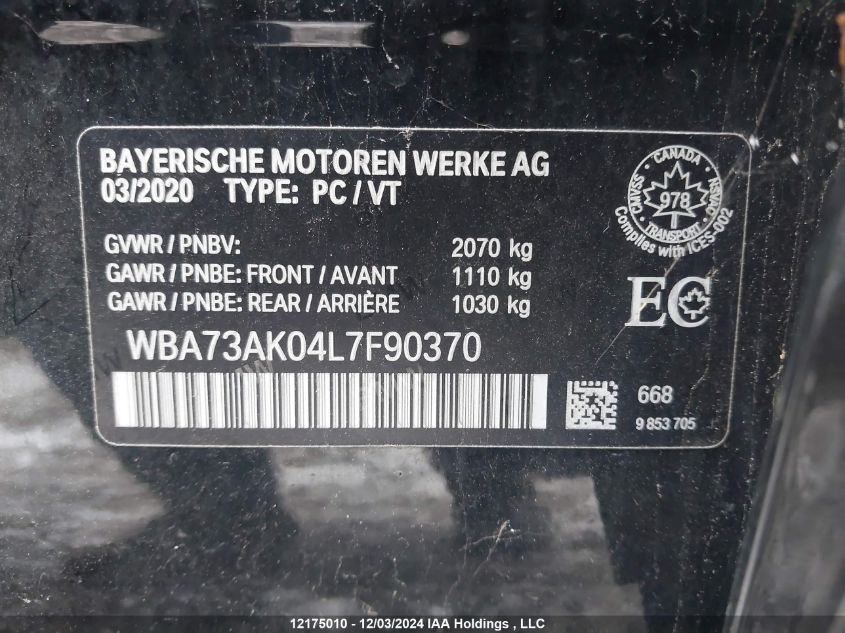 BAYERISCHE MOTOREN WERKE AG
03/2020 TYPE: PC / VT
CANADA
CMVSS
978
NSVAC
TRANSPORT
Complies with ICES-002
GVWR / PNBV: 2070 kg
GAWR / PNBE: FRONT / AVANT 1110 kg
GAWR / PNBE: REAR / ARRIÈRE 1030 kg
EC
WBA73AK04L7F90370
668
9 853 705
12175010 - 12/03/2024 IAA Holdings , LLC